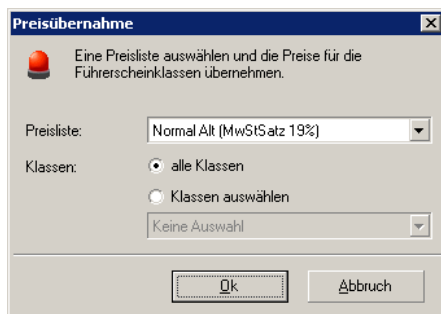 Preisübernahme
Eine Preisliste auswählen und die Preise für die
Führerscheinklassen übernehmen.
Preisliste: Normal Alt (MwStSatz 19%)
Klassen: alle Klassen
Klassen auswählen
Keine Auswahl
Ok Abbruch